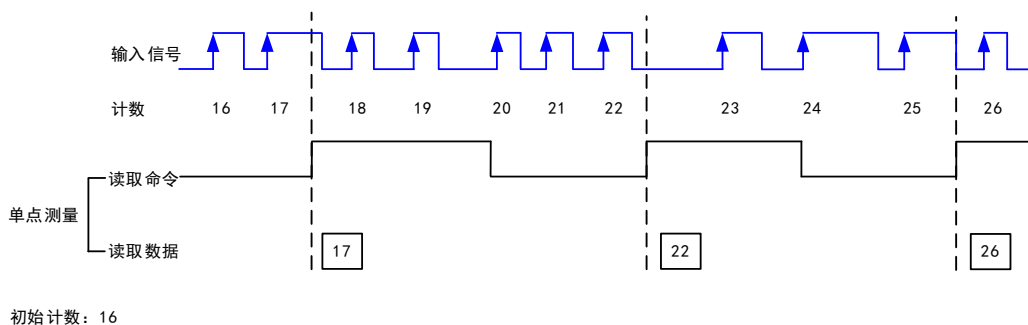 输入信号
计数 16 17 18 19 20 21 22 23 24 25 26
读取命令
单点测量
读取数据 17 22 26
初始计数：16